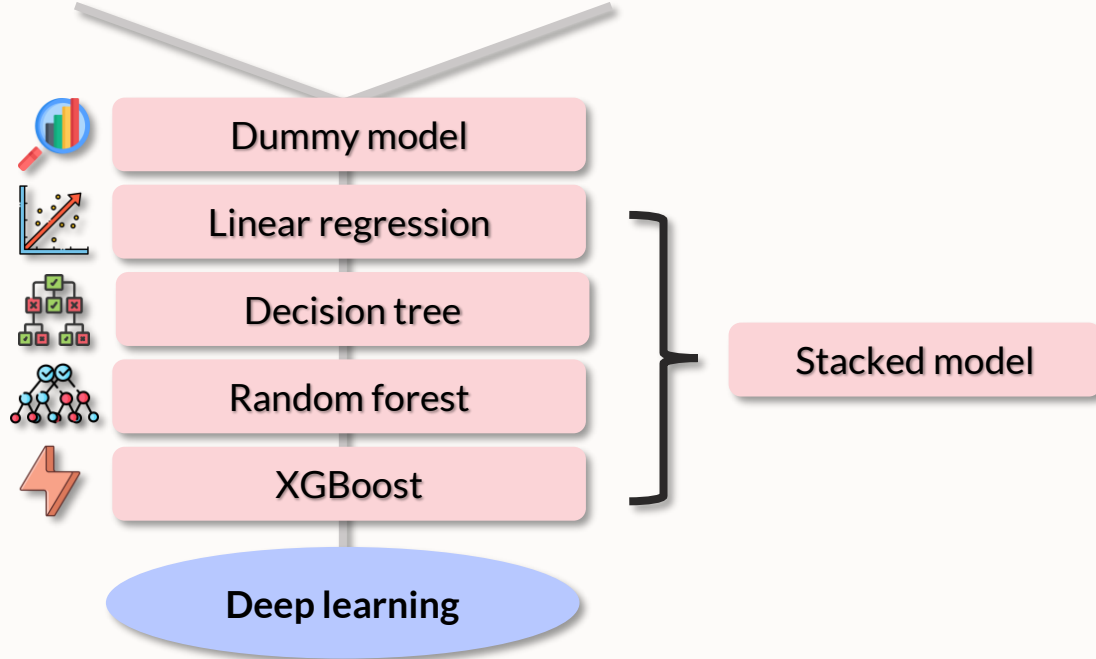 Dummy model
Linear regression
Decision tree
Random forest
XGBoost
Stacked model
Deep learning